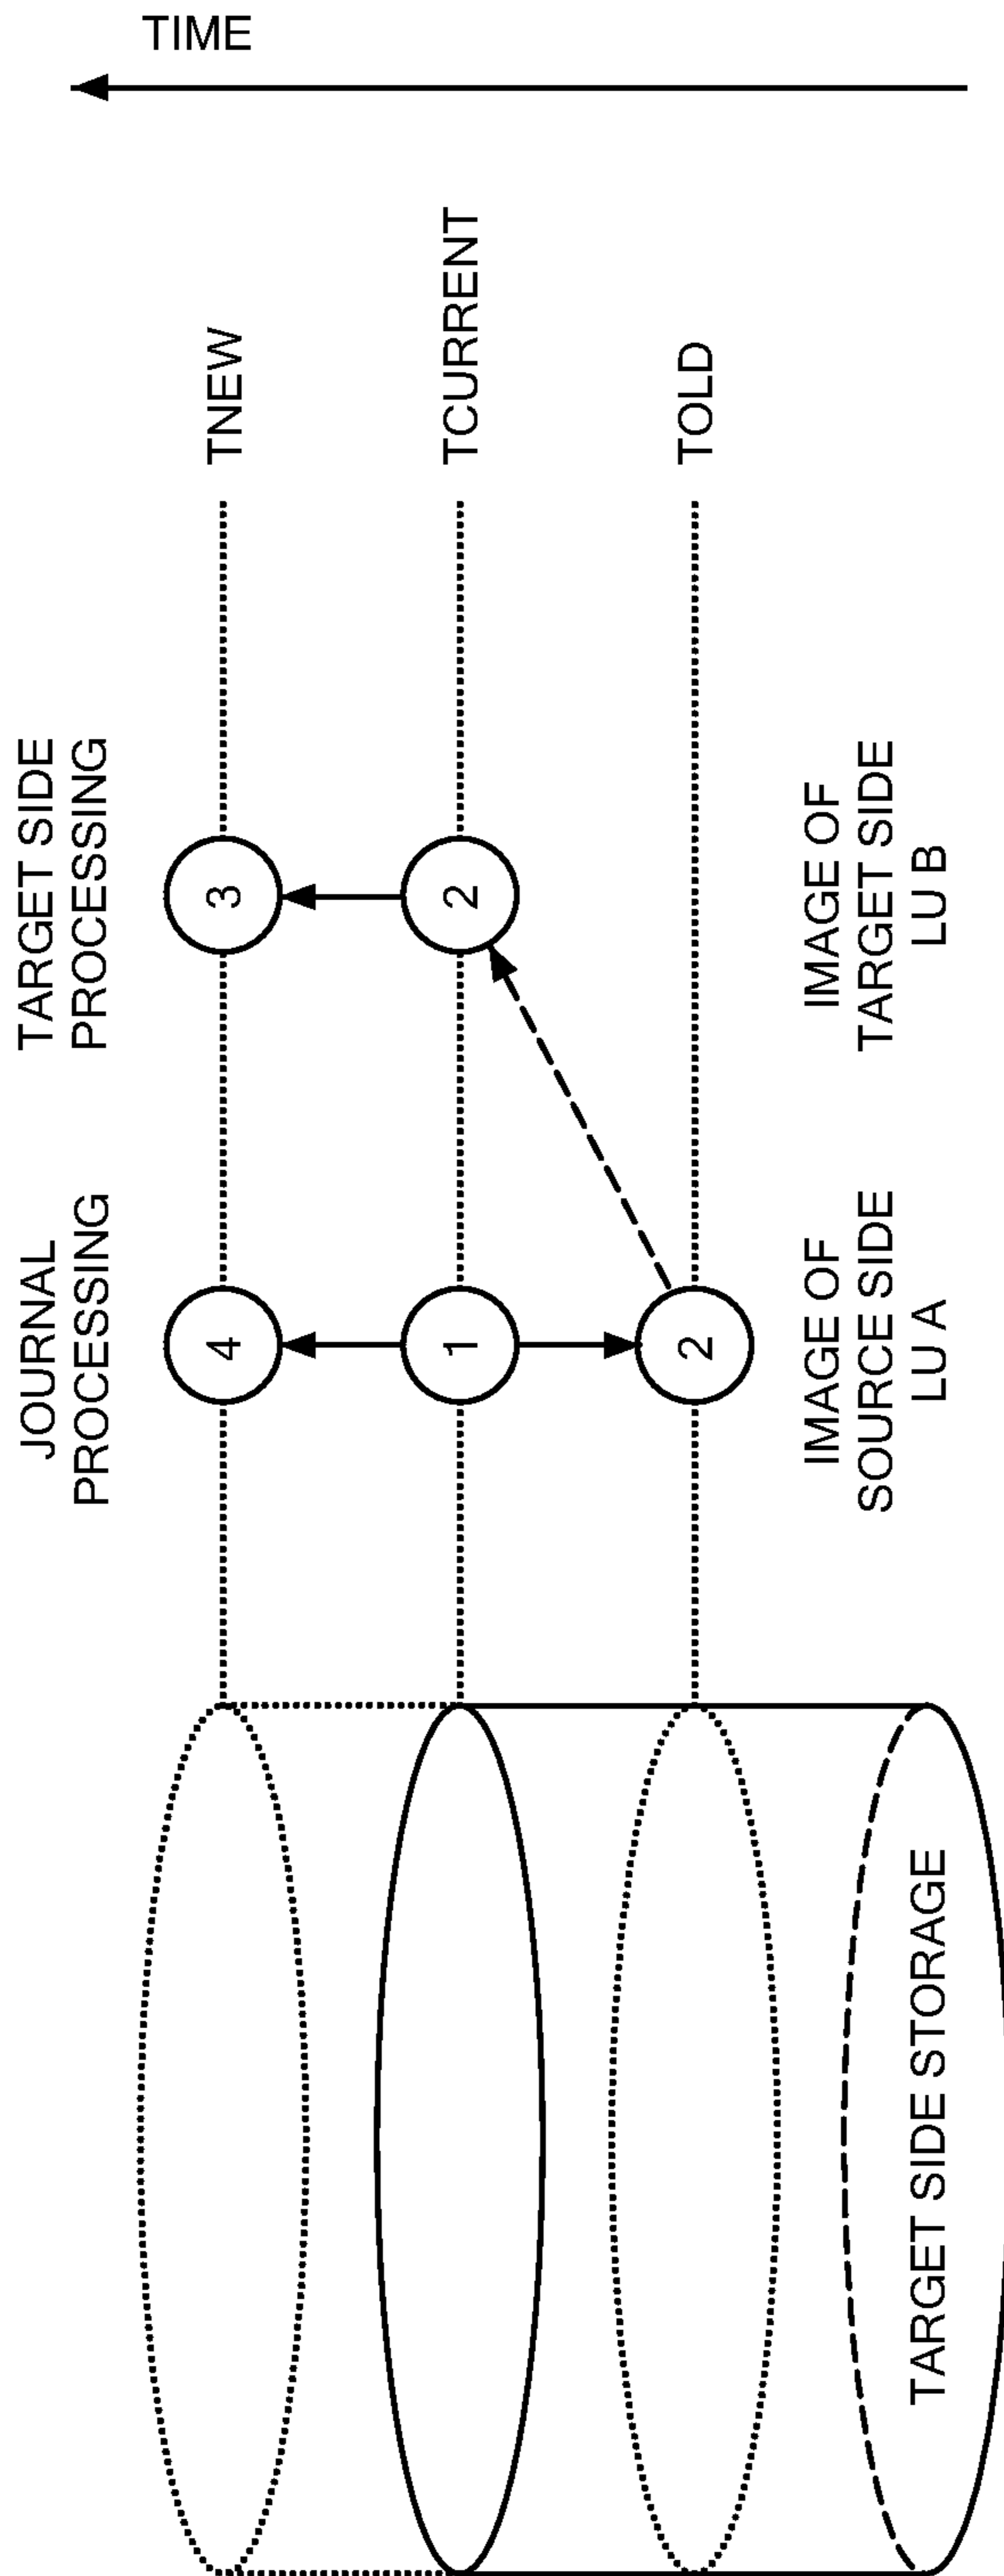 JOURNAL
PROCESSING
TARGET SIDE
PROCESSING
TIME
4
3
TNEW
1
2
TCURRENT
2
TOLD
IMAGE OF
SOURCE SIDE
LU A
IMAGE OF
TARGET SIDE
LU B
TARGET SIDE STORAGE